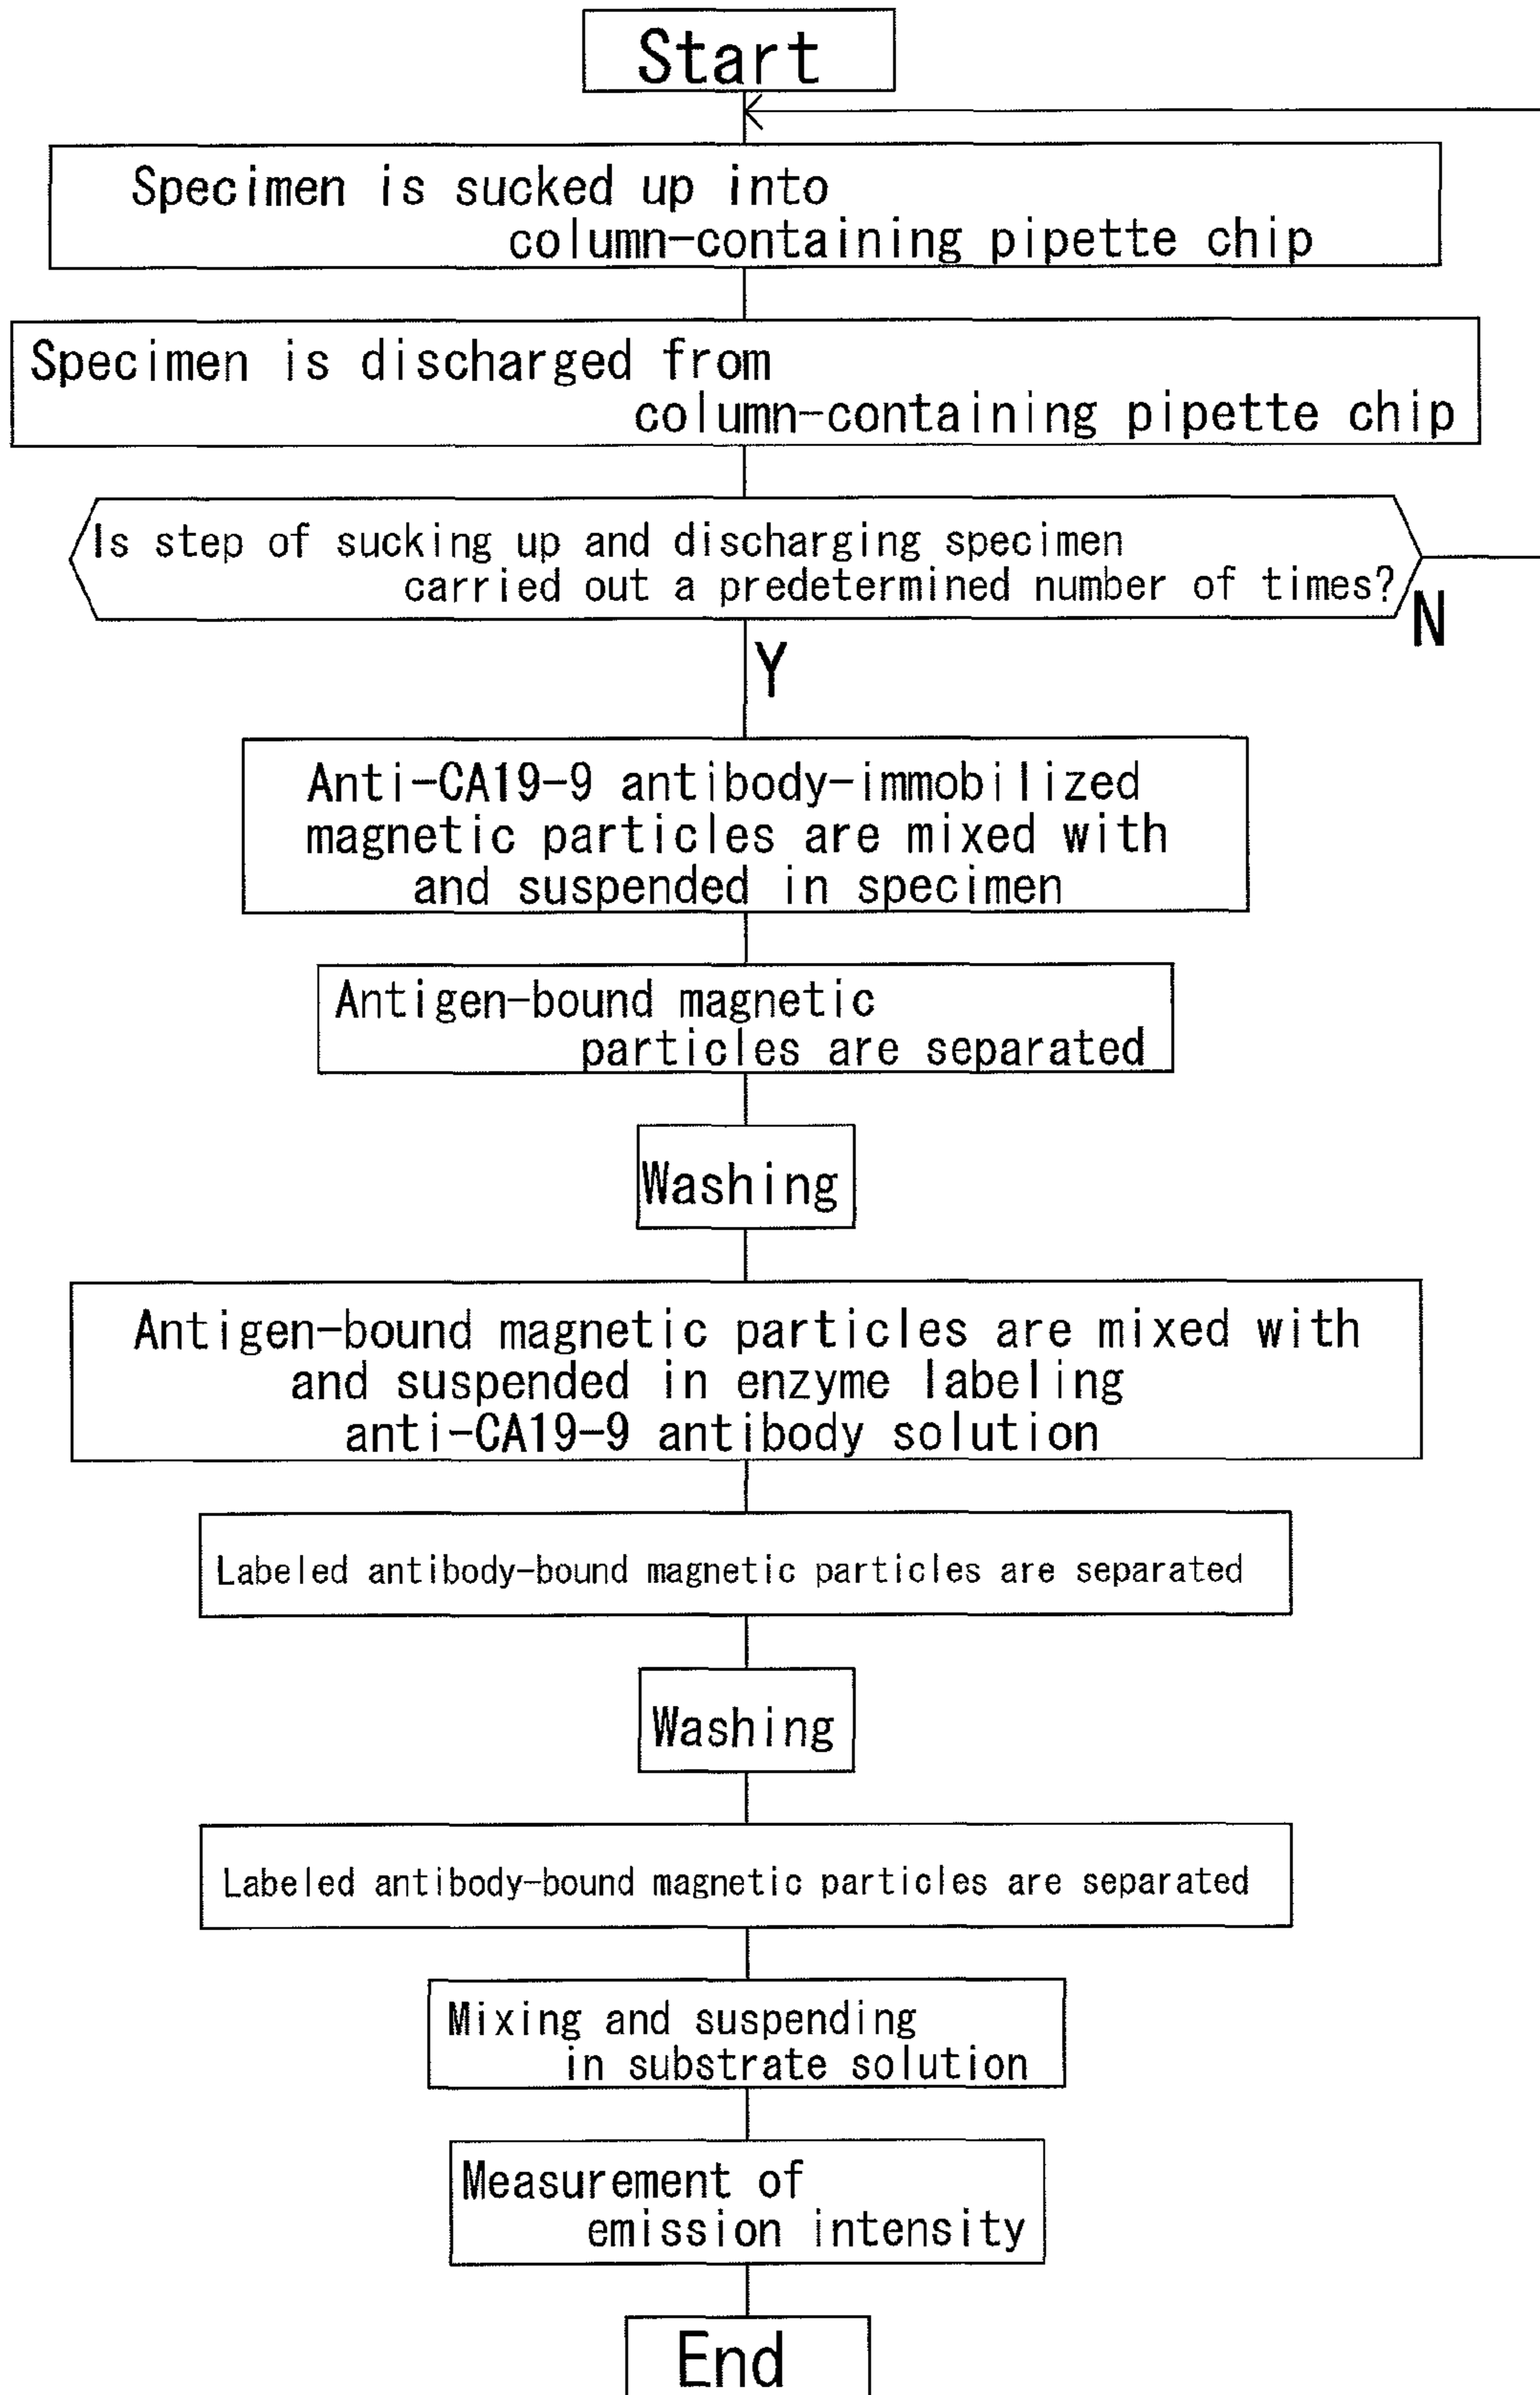 Start
Specimen is sucked up into
column-containing pipette chip
Specimen is discharged from
column-containing pipette chip
Is step of sucking up and discharging specimen
carried out a predetermined number of times?
N
Y
Anti-CA19-9 antibody-immobilized
magnetic particles are mixed with
and suspended in specimen
Antigen-bound magnetic
particles are separated
Washing
Antigen-bound magnetic particles are mixed with
and suspended in enzyme labeling
anti-CA19-9 antibody solution
Labeled antibody-bound magnetic particles are separated
Washing
Labeled antibody-bound magnetic particles are separated
Mixing and suspending
in substrate solution
Measurement of
emission intensity
End